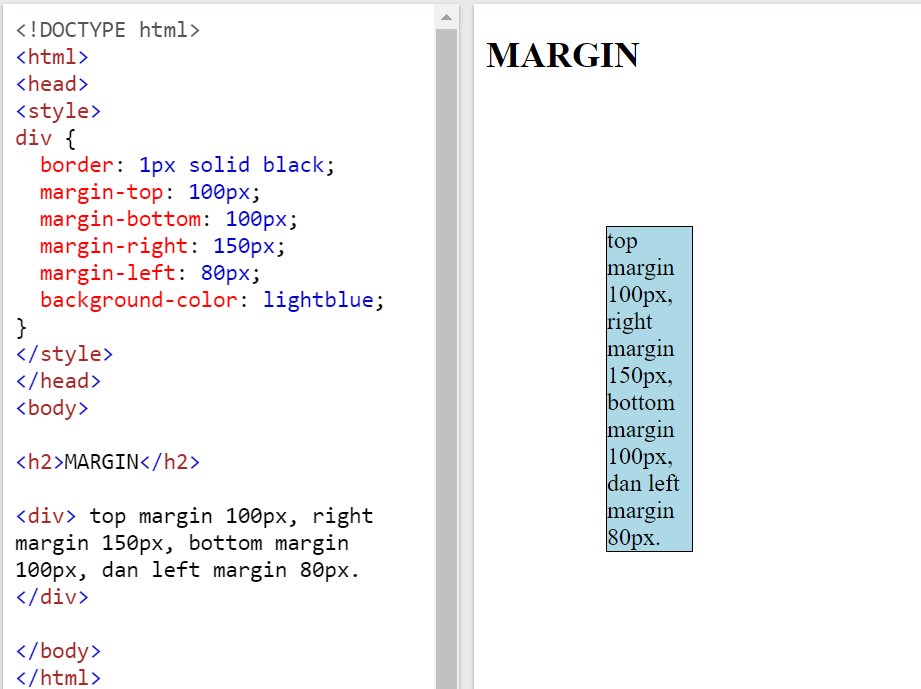 <!DOCTYPE html>
<html>
<head>
<style>
div {
  border: 1px solid black;
  margin-top: 100px;
  margin-bottom: 100px;
  margin-right: 150px;
  margin-left: 80px;
  background-color: lightblue;
}
</style>
</head>
<body>

<h2>MARGIN</h2>

<div> top margin 100px, right
margin 150px, bottom margin
100px, dan left margin 80px.
</div>

</body>
</html>
MARGIN
top
margin
100px,
right
margin
150px,
bottom
margin
100px,
dan left
margin
80px.